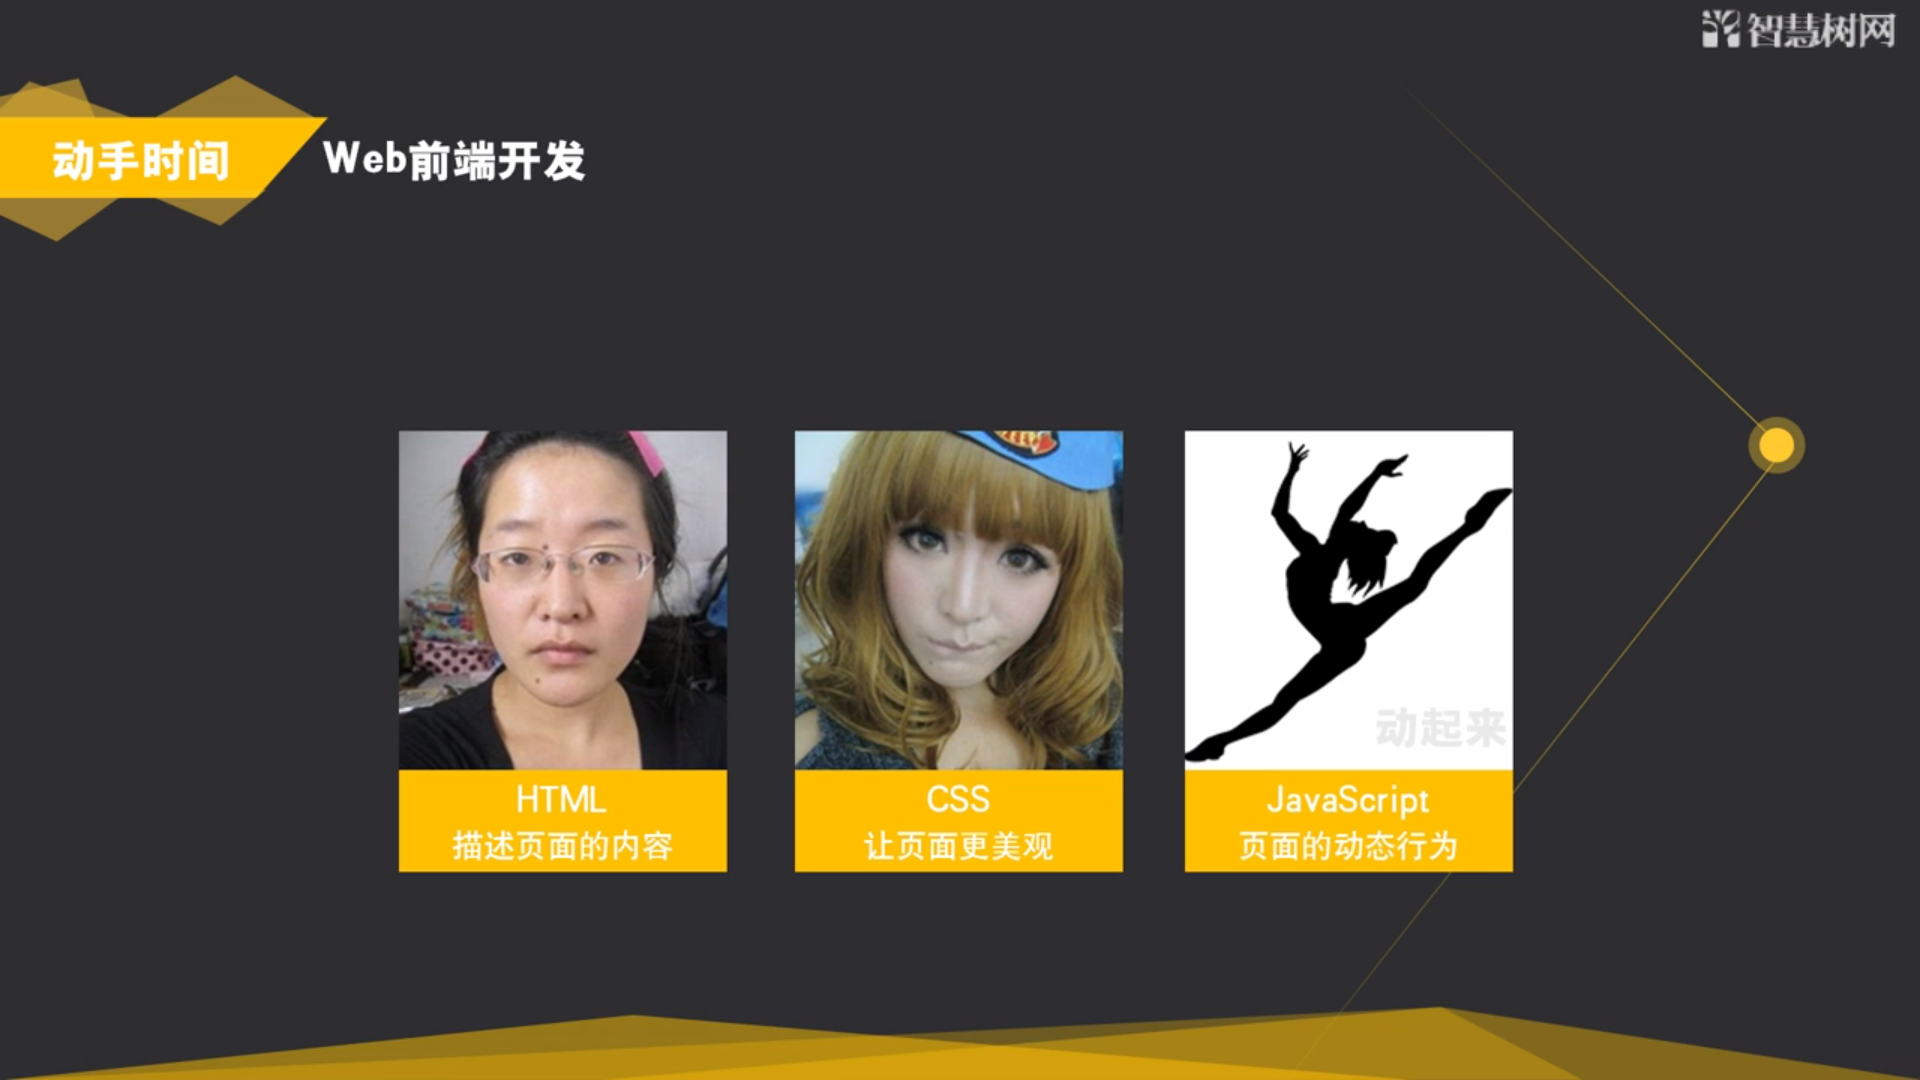 智慧树网
动手时间
Web前端开发
动起来
HTML
描述页面的内容
CSS
让页面更美观
JavaScript
页面的动态行为